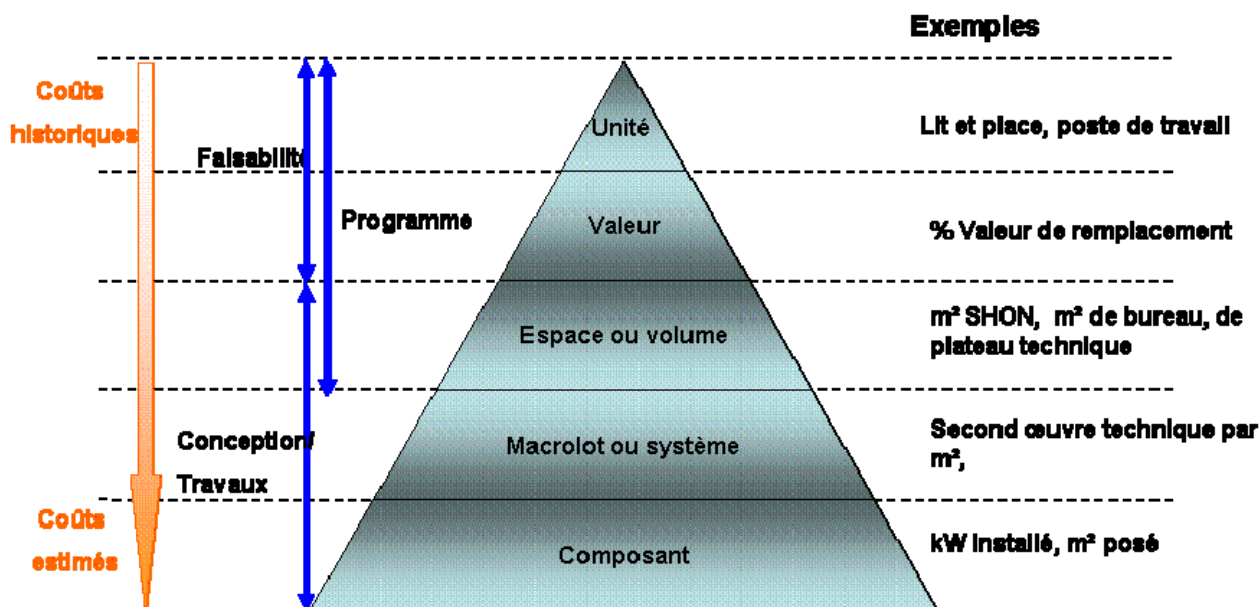 Exemples
Coûts
historiques
Faisabilité
Programme
Conception/
Travaux
Coûts
estimés
Unité
Valeur
Espace ou volume
Macrolot ou système
Composant
Lit et place, poste de travail
% Valeur de remplacement
m² SHON, m² de bureau, de
plateau technique
Second œuvre technique par
m²,
kW installé, m² posé